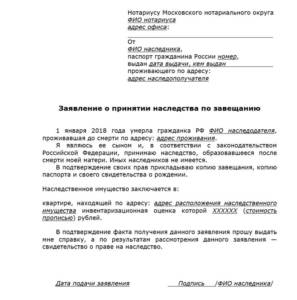 Нотариусу Московского нотариального округа
ФИО нотариуса
адрес офиса:
От
ФИО наследника,
паспорт гражданина России номер,
выдан дата выдачи, кем выдан
проживающего по адресу:
адрес наследополучателя
Заявление о принятии наследства по завещанию
1 января 2018 года умерла гражданка РФ ФИО наследодателя,
проживавшая до смерти по адресу: адрес проживания.
Я являюсь ее сыном и, в соответствии с законодательством
Российской Федерации, принимаю наследство, образовавшееся после
смерти моей матери. Иных наследников не имеется.
В подтверждение своих прав прикладываю копию завещания, копию
паспорта и своего свидетельства о рождении.
Наследственное имущество заключается в:
квартире, находящей по адресу: адрес расположения наследственного
имущества инвентаризационная оценка которой XXXXXX (стоимость
прописью) рублей.
В подтверждение факта получения данного заявления прошу выдать
мне справку, а по результатам рассмотрения данного заявления —
свидетельство о праве на наследство.
Дата подачи заявления Подпись /ФИО наследника/